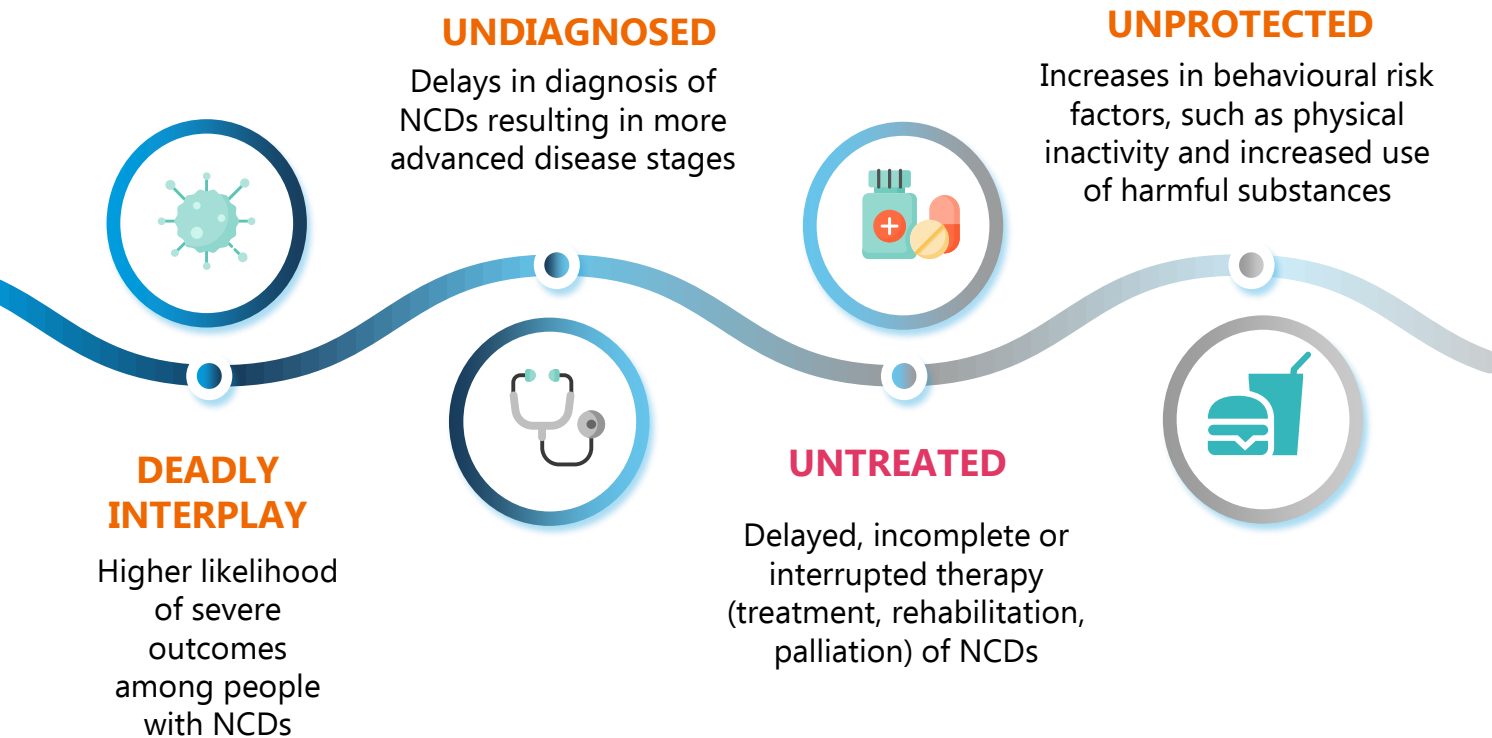 DEADLY
INTERPLAY
Higher likelihood
of severe
outcomes
among people
with NCDs
UNDIAGNOSED
Delays in diagnosis of
NCDs resulting in more
advanced disease stages
UNTREATED
Delayed, incomplete or
interrupted therapy
(treatment, rehabilitation,
palliation) of NCDs
UNPROTECTED
Increases in behavioural risk
factors, such as physical
inactivity and increased use
of harmful substances